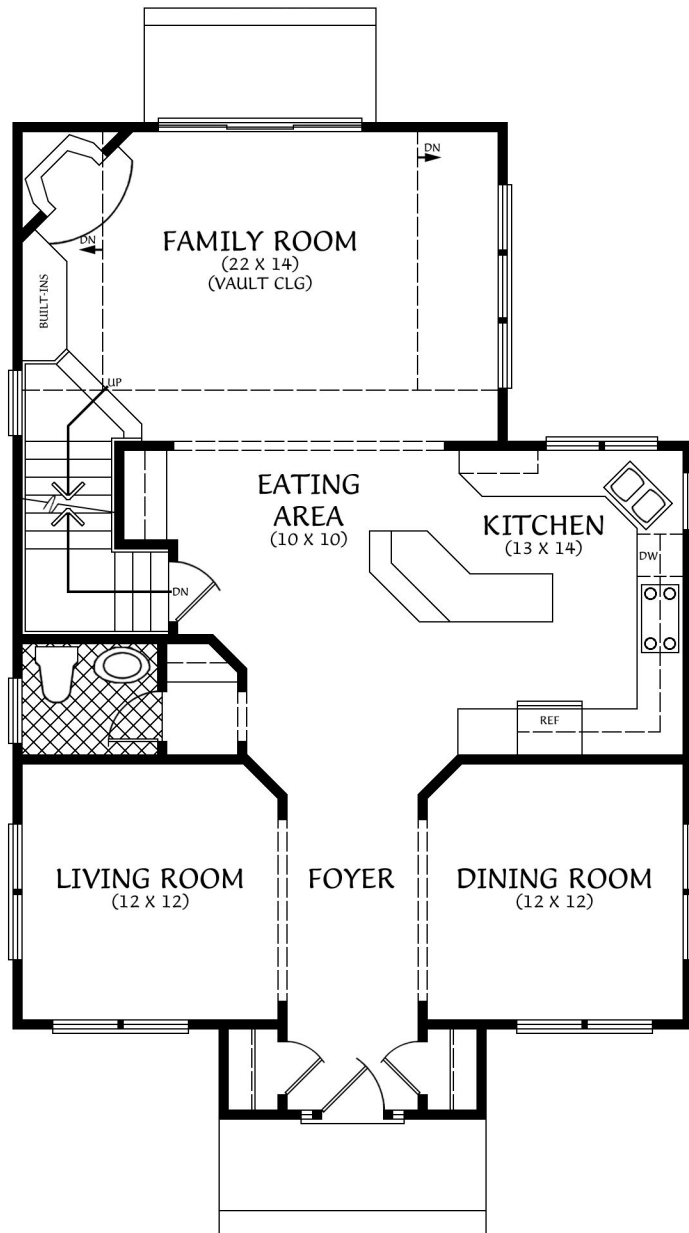 DN
DN
FAMILY ROOM
(22 X 14)
(VAULT CLG)
BUILT-INS
UP
EATING
AREA
(10 X 10)
KITCHEN
(13 X 14)
DW
DN
REF
LIVING ROOM
(12 X 12)
FOYER
DINING ROOM
(12 X 12)